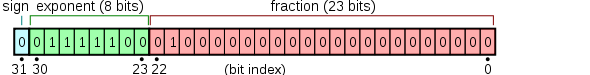 sign exponent (8 bits) fraction (23 bits)
0 0 1 1 1 1 1 0 0 0 1 0 0 0 0 0 0 0 0 0 0 0 0 0 0 0 0 0 0 0 0 0
31 30 23 22 (bit index) 0